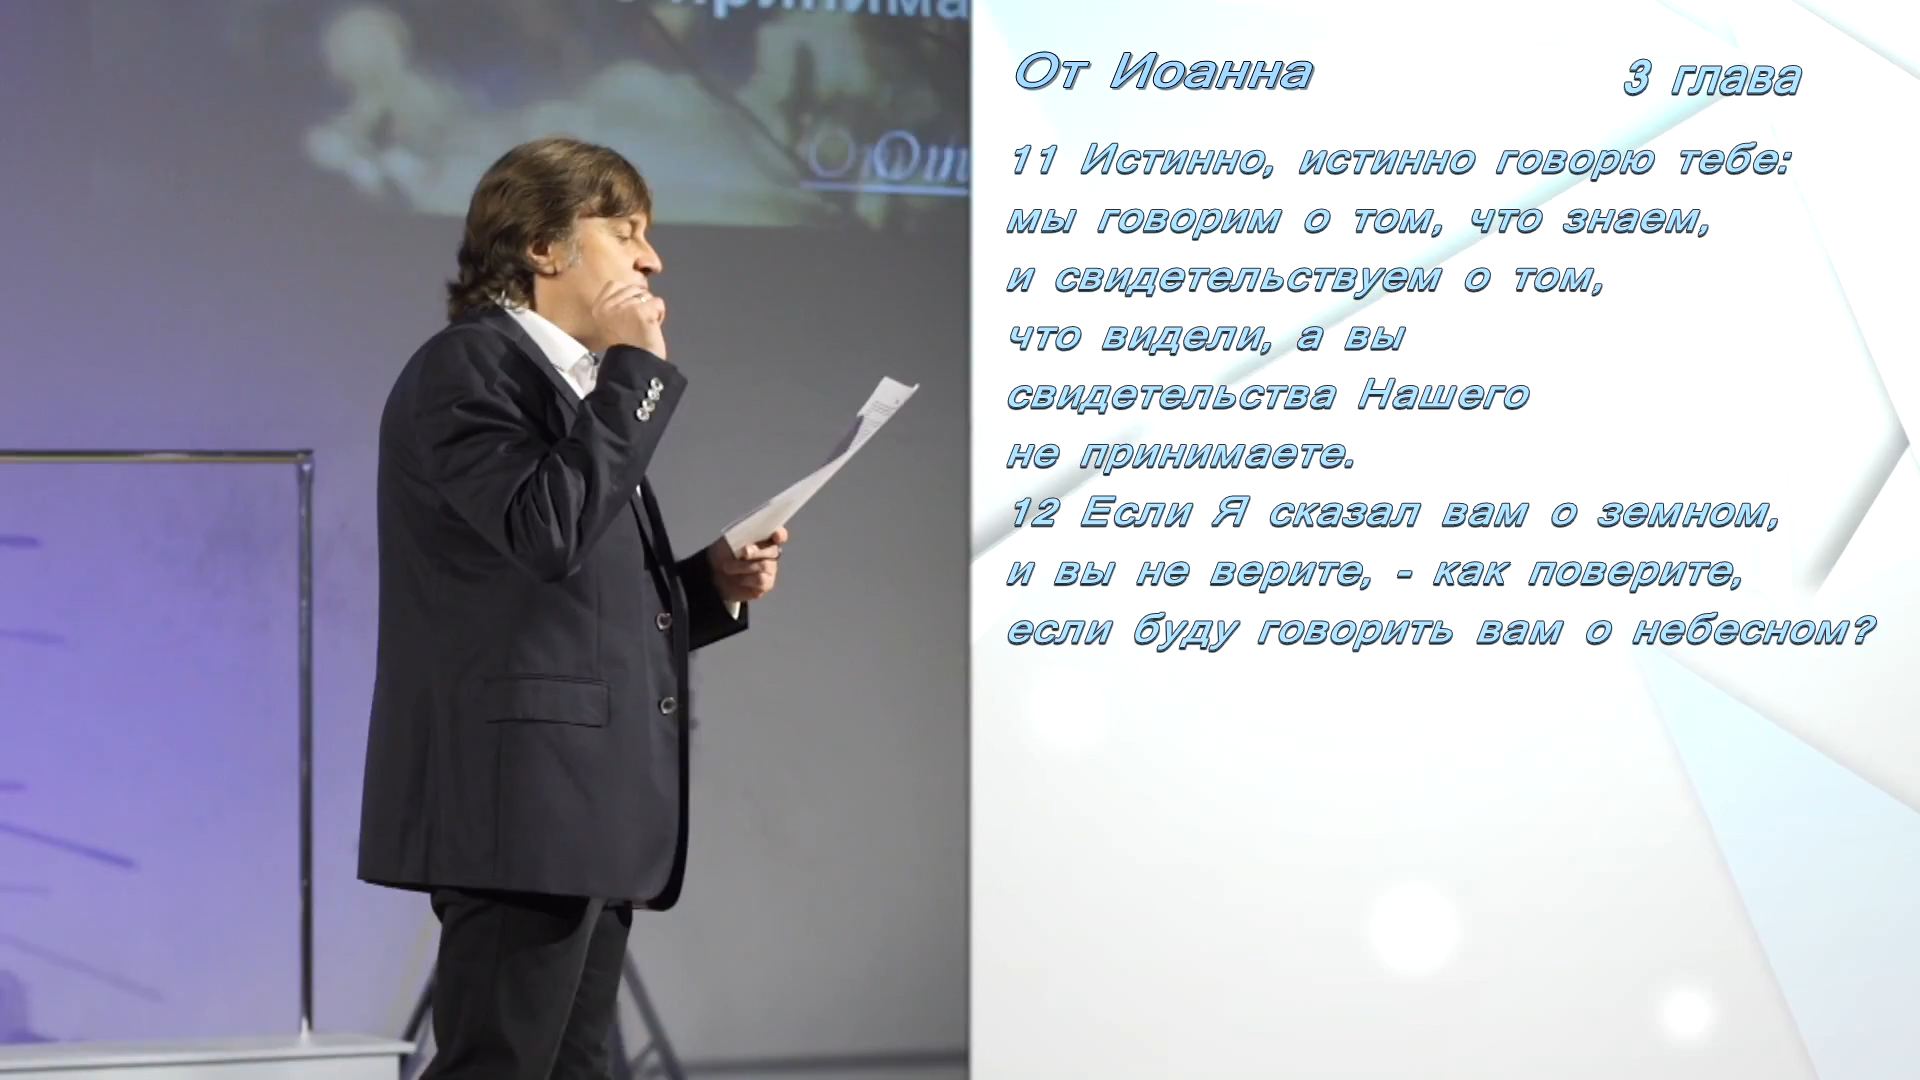 От Иоанна 3 глава
11 Истинно, истинно говорю тебе:
мы говорим о том, что знаем,
и свидетельствуем о том,
что видели, а вы
свидетельства Нашего
не принимаете.
12 Если Я сказал вам о земном,
и вы не верите, - как поверите,
если буду говорить вам о небесном?